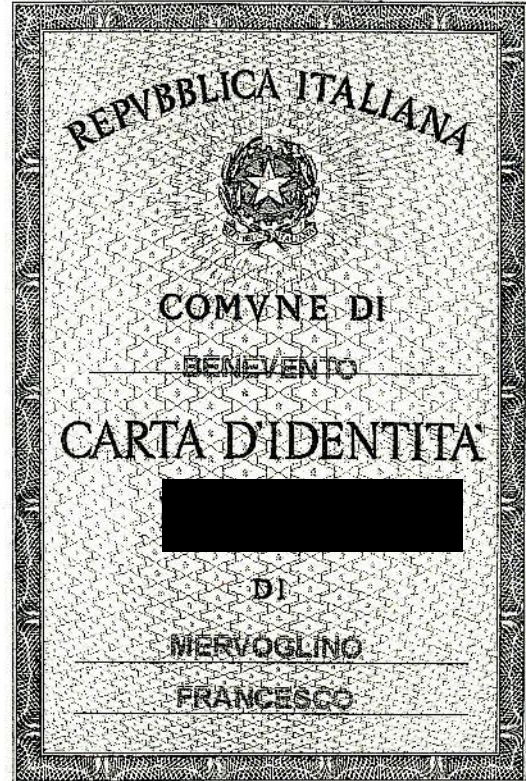 REPVBBLICA ITALIANA
COMVNE DI
BENEVENTO
CARTA D'IDENTITA'
DI
MERVOGLINO
FRANCESCO